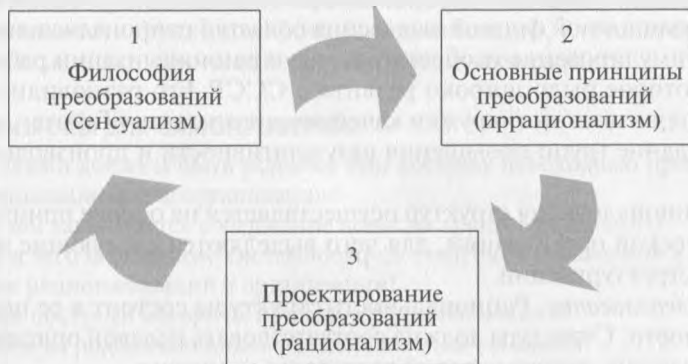 1
Философия
преобразований
(сенсуализм)
2
Основные принципы
преобразований
(иррационализм)
3
Проектирование
преобразований
(рационализм)